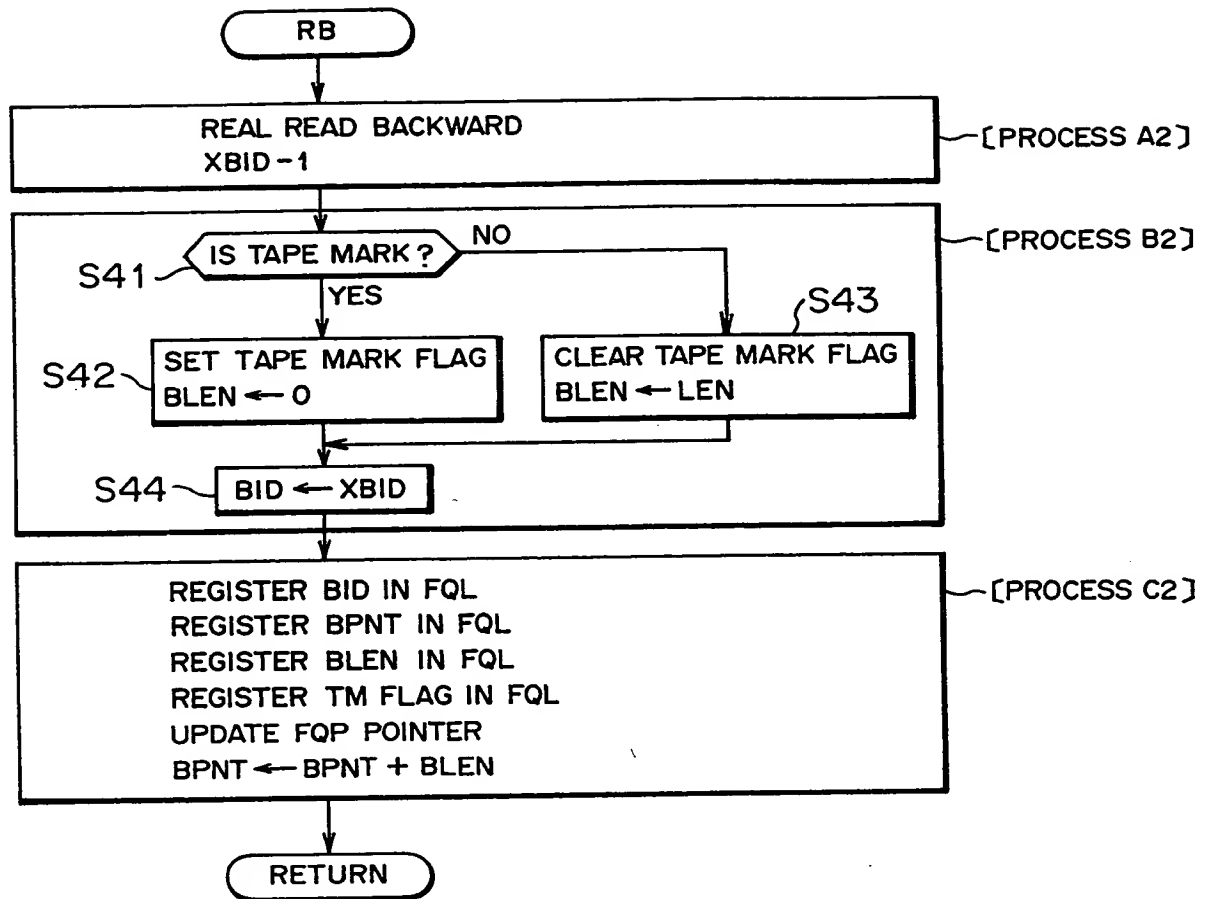 RB
REAL READ BACKWARD
XBID-1
[PROCESS A2]
[PROCESS B2]
IS TAPE MARK?
NO
S41
YES
S43
S42
SET TAPE MARK FLAG
BLEN ← 0
CLEAR TAPE MARK FLAG
BLEN ← LEN
S44
BID ← XBID
[PROCESS C2]
REGISTER BID IN FQL
REGISTER BPNT IN FQL
REGISTER BLEN IN FQL
REGISTER TM FLAG IN FQL
UPDATE FQP POINTER
BPNT ← BPNT + BLEN
RETURN